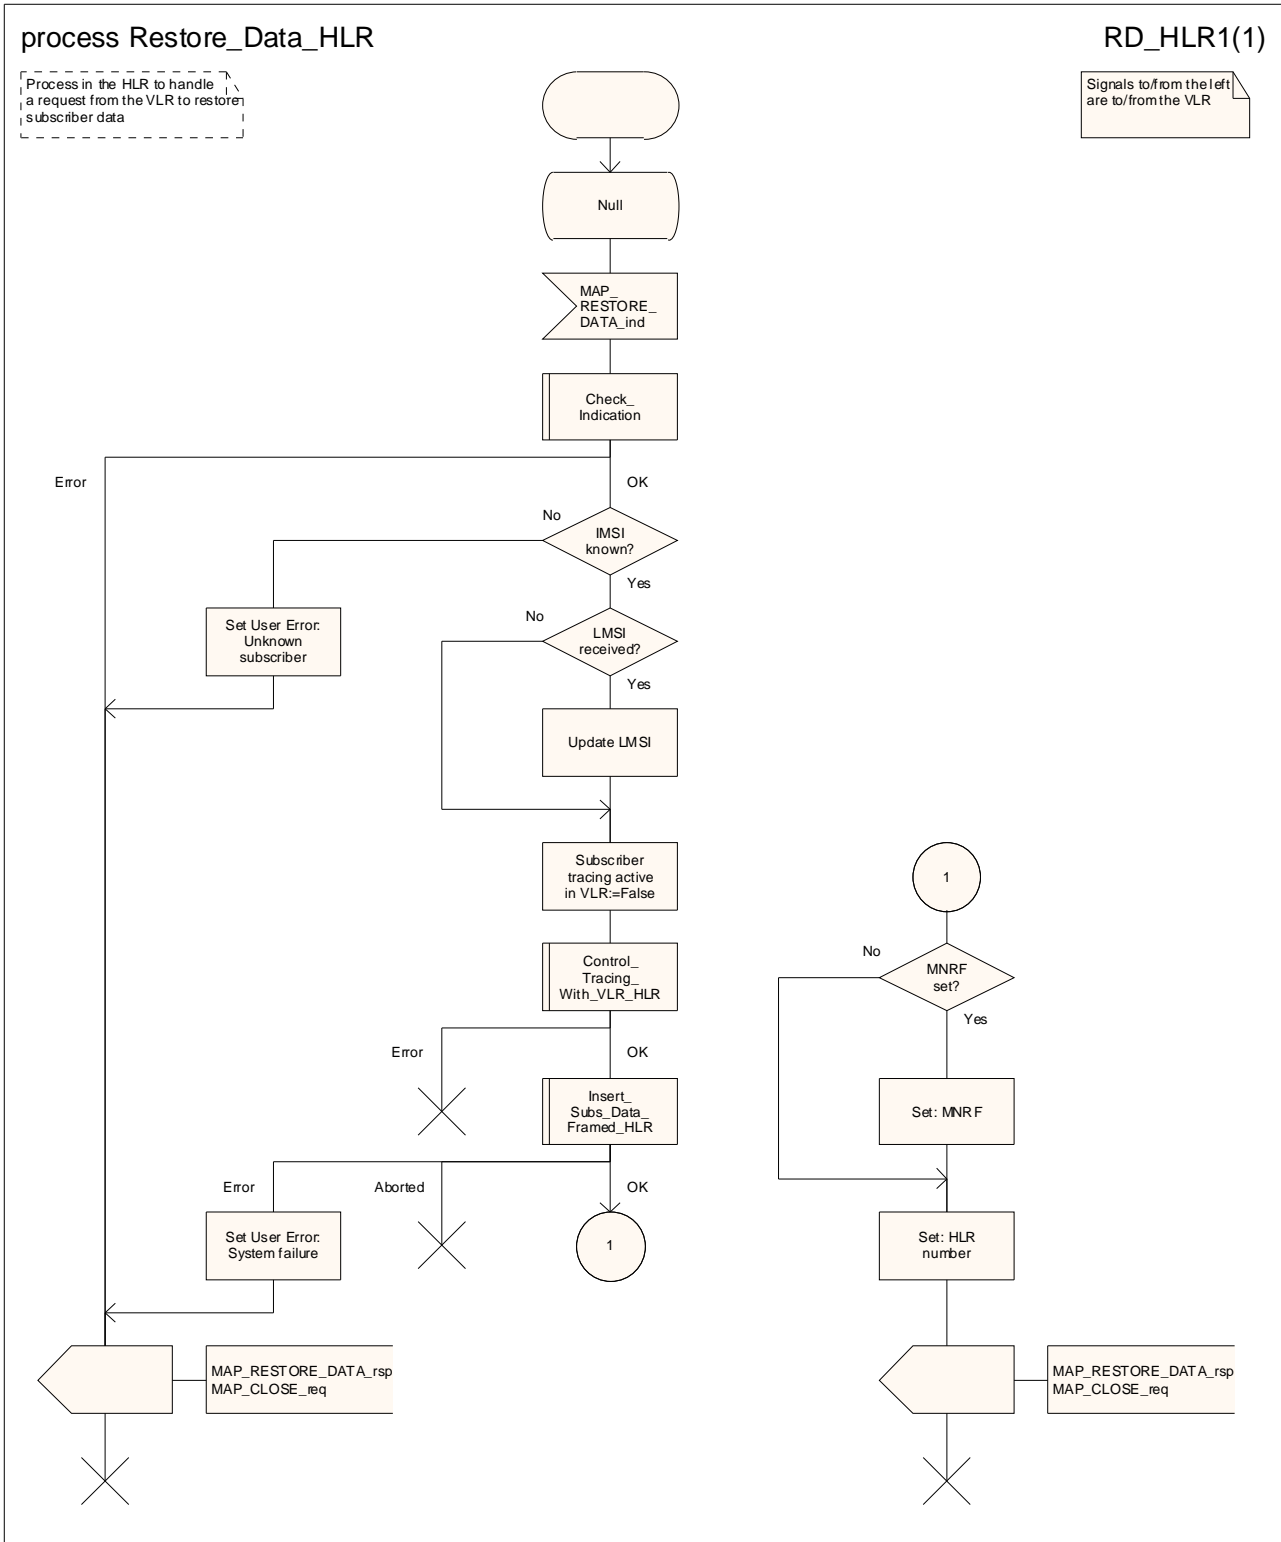 process Restore_Data_HLR
RD_HLR1(1)
Process in the HLR to handle
a request from the VLR to restore
subscriber data
Signals to/from the left
are to/from the VLR
Null
MAP_
RESTORE_
DATA_ind
Check_
Indication
Error
OK
No
IMSI
known?
Yes
Set User Error:
Unknown
subscriber
No
LMSI
received?
Yes
Update LMSI
Subscriber
tracing active
in VLR:=False
1
Control_
Tracing_
With_VLR_HLR
No
MNRF
set?
Yes
Error
OK
Insert_
Subs_Data_
Framed_HLR
Set: MNRF
Error
Aborted
OK
Set User Error:
System failure
1
Set: HLR
number
MAP_RESTORE_DATA_rsp
MAP_CLOSE_req
MAP_RESTORE_DATA_rsp
MAP_CLOSE_req